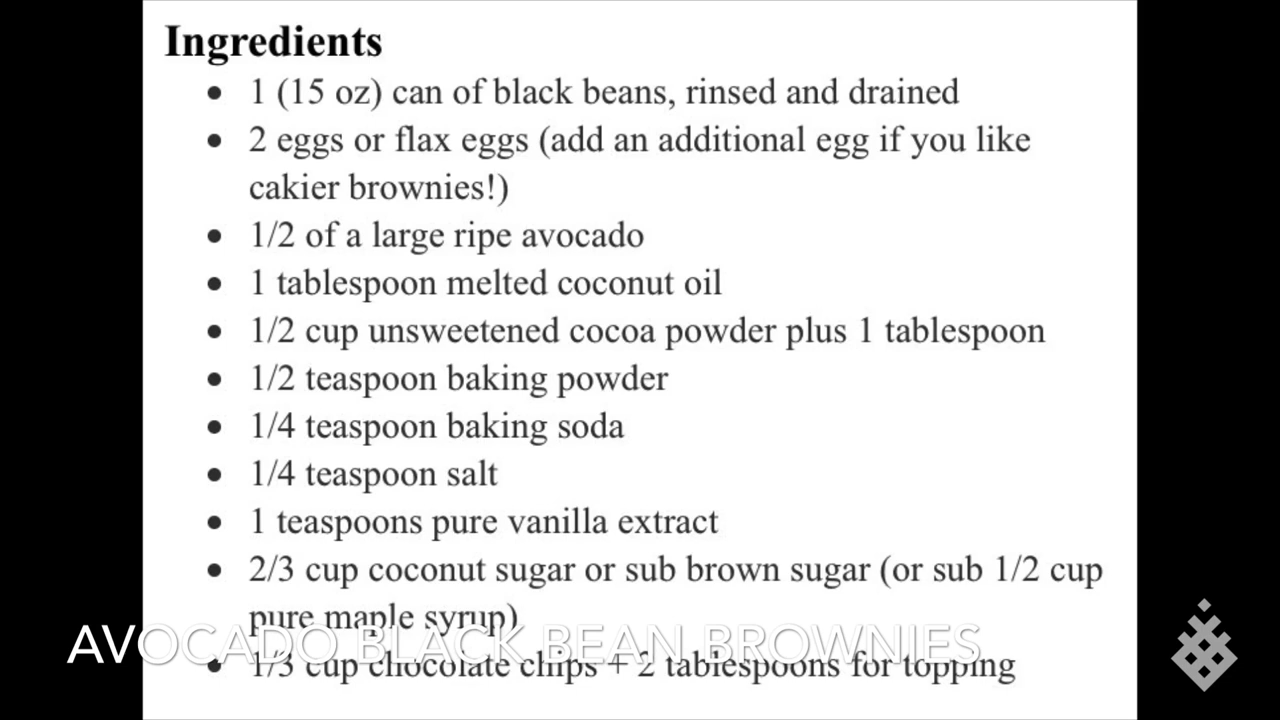 Ingredients
• 1 (15 oz) can of black beans, rinsed and drained
• 2 eggs or flax eggs (add an additional egg if you like
cakier brownies!)
• 1/2 of a large ripe avocado
• 1 tablespoon melted coconut oil
• 1/2 cup unsweetened cocoa powder plus 1 tablespoon
• 1/2 teaspoon baking powder
• 1/4 teaspoon baking soda
• 1/4 teaspoon salt
• 1 teaspoons pure vanilla extract
• 2/3 cup coconut sugar or sub brown sugar (or sub 1/2 cup
pure maple syrup)
AVOCADO BLACK BEAN BROWNIES
• 1/3 cup chocolate chips + 2 tablespoons for topping